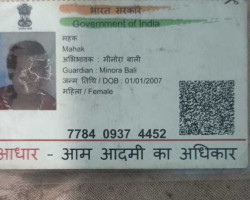 भारत सरकार
Government of India
महक
Mahak
अभिभावक : मीनोरा बाली
Guardian : Minora Bali
जन्म तिथि / DOB : 01/01/2007
महिला / Female
7784 0937 4452
आधार - आम आदमी का अधिकार